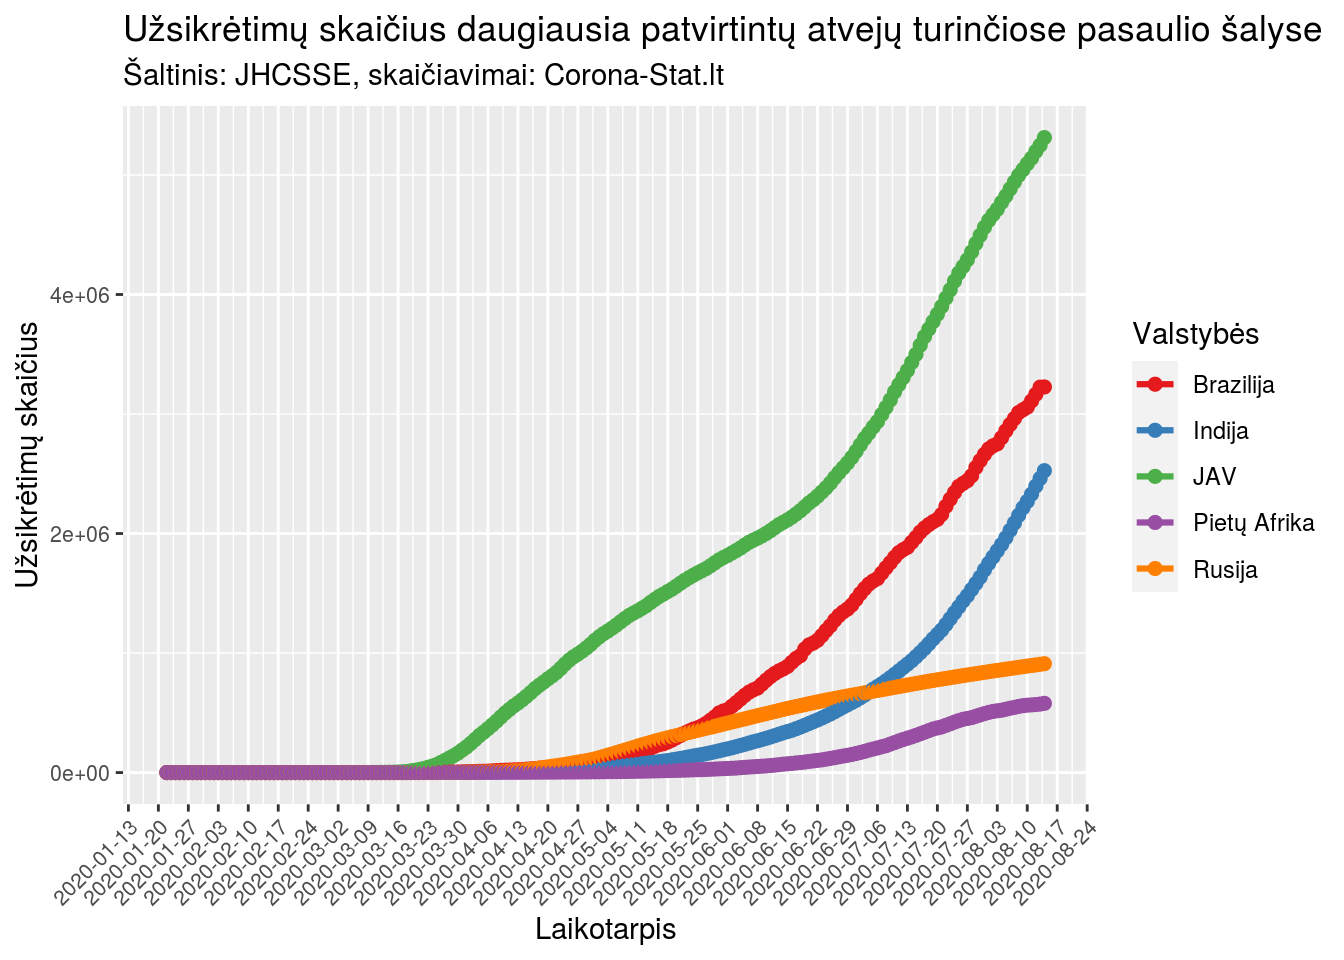 Užsikrėtimų skaičius daugiausia patvirtintų atvejų turinčiose pasaulio šalyse
Šaltinis: JHCSSE, skaičiavimai: Corona-Stat.lt
Užsikrėtimų skaičius
4e+06
2e+06
0e+00
2020-01-13
2020-01-20
2020-01-27
2020-02-03
2020-02-10
2020-02-17
2020-02-24
2020-03-02
2020-03-09
2020-03-16
2020-03-23
2020-03-30
2020-04-06
2020-04-13
2020-04-20
2020-04-27
2020-05-04
2020-05-11
2020-05-18
2020-05-25
2020-06-01
2020-06-08
2020-06-15
2020-06-22
2020-06-29
2020-07-06
2020-07-13
2020-07-20
2020-07-27
2020-08-03
2020-08-10
2020-08-17
2020-08-24
Laikotarpis
Valstybės
Brazilija
Indija
JAV
Pietų Afrika
Rusija